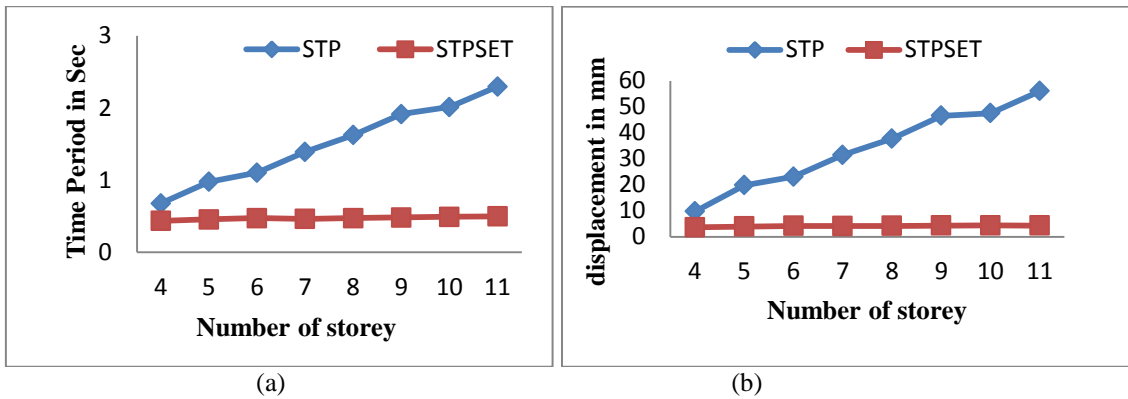 STP STPSET
3
2
1
0
Time Period in Sec
4 5 6 7 8 9 10 11
Number of storey
(a)
STP STPSET
60
50
40
30
20
10
0
displacement in mm
4 5 6 7 8 9 10 11
Number of storey
(b)